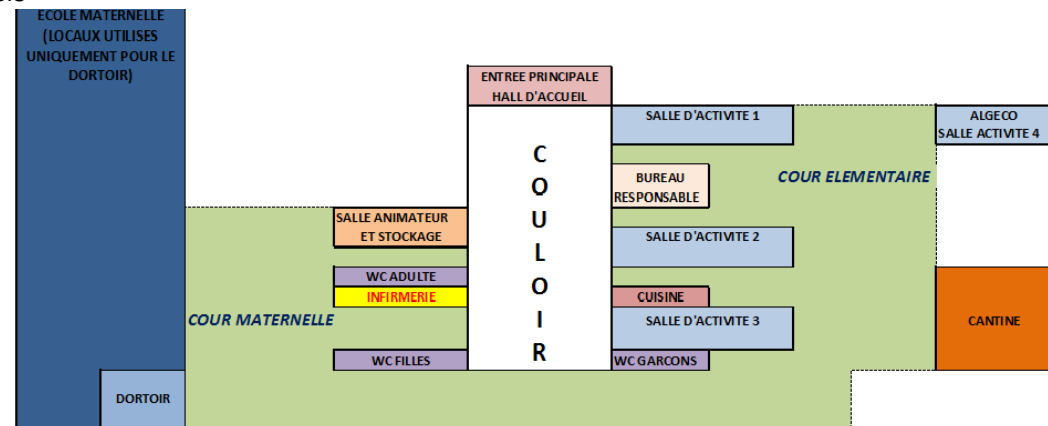 ECOLE MATERNELLE
(LOCAUX UTILISES
UNIQUEMENT POUR LE
DORTOIR)
ENTREE PRINCIPALE
HALL D'ACCUEIL
SALLE D'ACTIVITE 1
ALGECO
SALLE ACTIVITE 4
COULOIR
BUREAU
RESPONSABLE
COUR ELEMENTAIRE
SALLE ANIMATEUR
ET STOCKAGE
SALLE D'ACTIVITE 2
WC ADULTE
INFIRMERIE
CUISINE
COUR MATERNELLE
SALLE D'ACTIVITE 3
CANTINE
WC FILLES
WC GARCONS
DORTOIR